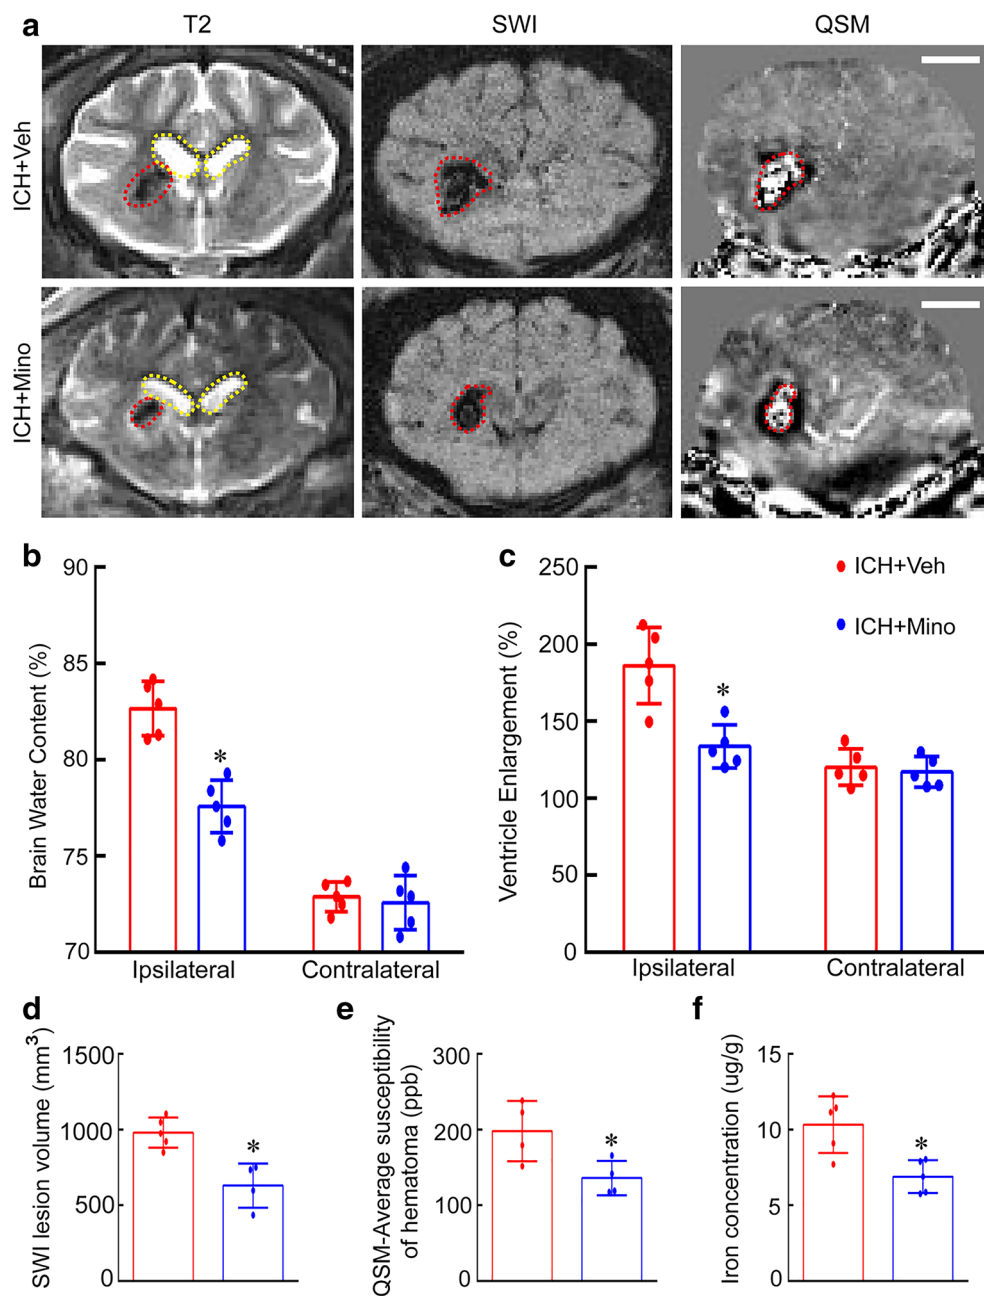 a
T2
SWI
QSM
ICH+Veh
ICH+Mino
b
Brain Water Content (%)
90
85
80
75
70
*
Ipsilateral
Contralateral
c
Ventricle Enlargement (%)
250
200
150
100
50
0
*
ICH+Veh
ICH+Mino
Ipsilateral
Contralateral
d
SWI lesion volume (mm³)
1500
1000
500
0
*
e
QSM-Average susceptibility
of hematoma (ppb)
300
200
100
0
*
f
Iron concentration (ug/g)
15
10
5
0
*